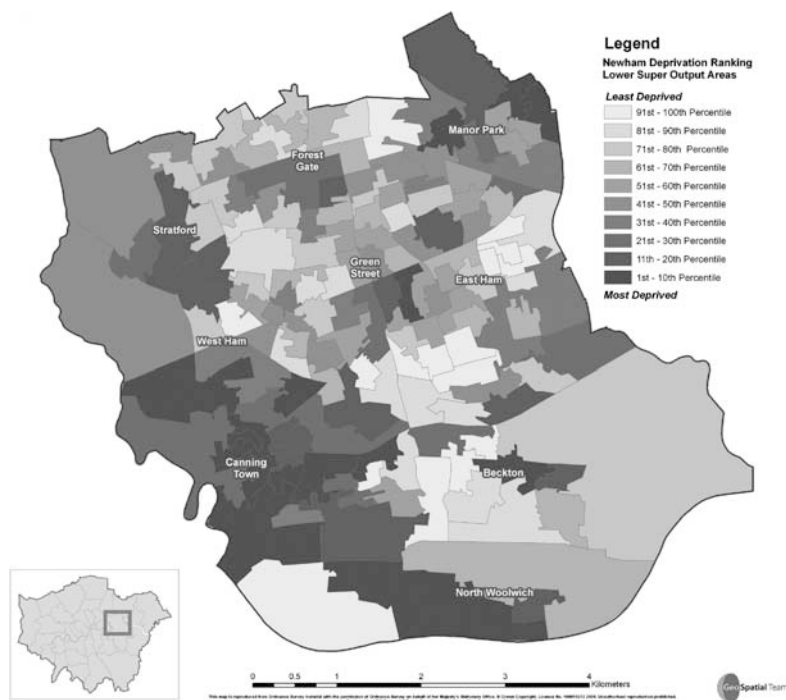 Legend
Newham Deprivation Ranking
Lower Super Output Areas
Least Deprived
91st - 100th Percentile
81st - 90th Percentile
71st - 80th Percentile
61st - 70th Percentile
51st - 60th Percentile
41st - 50th Percentile
31st - 40th Percentile
21st - 30th Percentile
11th - 20th Percentile
1st - 10th Percentile
Most Deprived
Manor Park
Forest
Gate
Stratford
Green
Street
East Ham
West Ham
Canning
Town
Beckton
North Woolwich
0 0.5 1 2 3 4
Kilometers
GeoSpatial Team